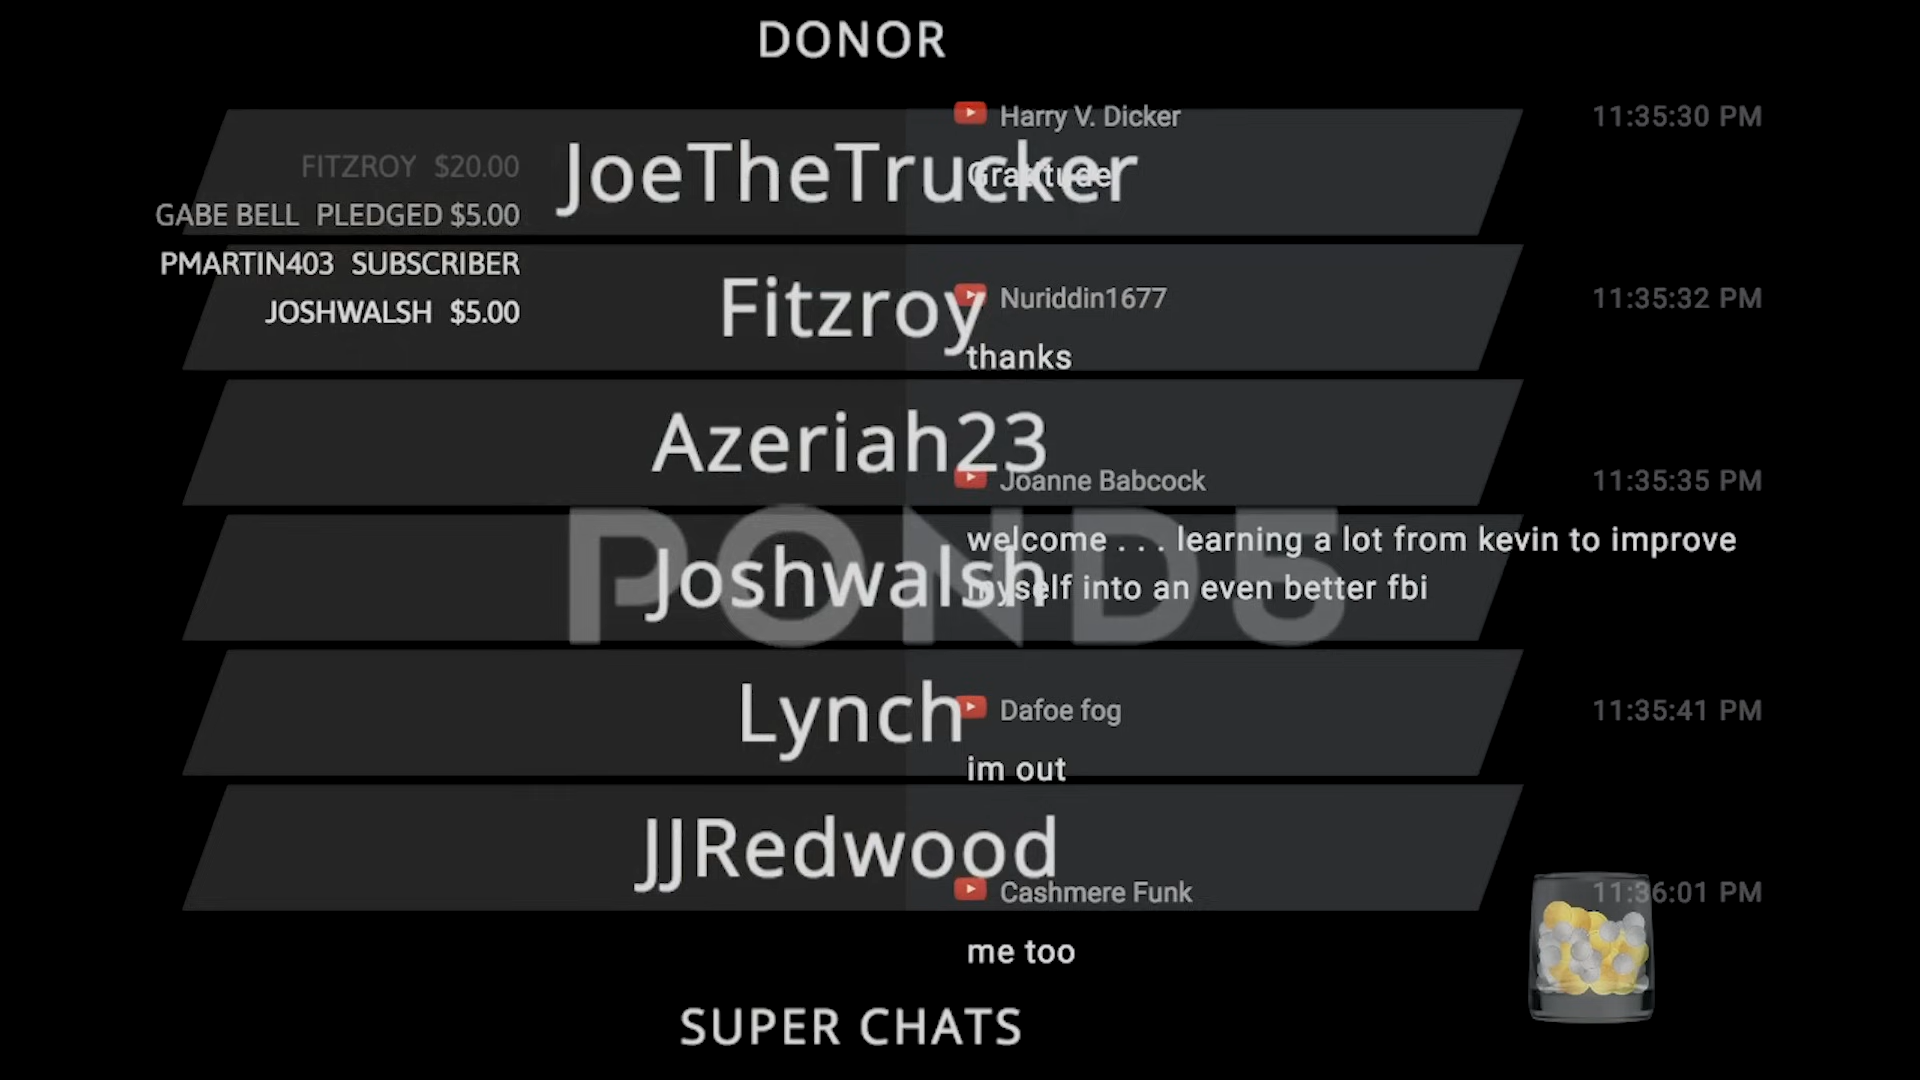 DONOR
Harry V. Dicker 11:35:30 PM
FITZROY $20.00
JoeTheTrucker
Gratitude
GABE BELL PLEDGED $5.00
PMARTIN403 SUBSCRIBER
Nuriddin1677 11:35:32 PM
JOSHWALSH $5.00
Fitzroy
thanks
Azeriah23
Joanne Babcock 11:35:35 PM
welcome . . . learning a lot from kevin to improve
myself into an even better fbi
Joshwalsh
POND5
Lynch
Dafoe fog 11:35:41 PM
im out
JJRedwood
Cashmere Funk 11:36:01 PM
me too
SUPER CHATS